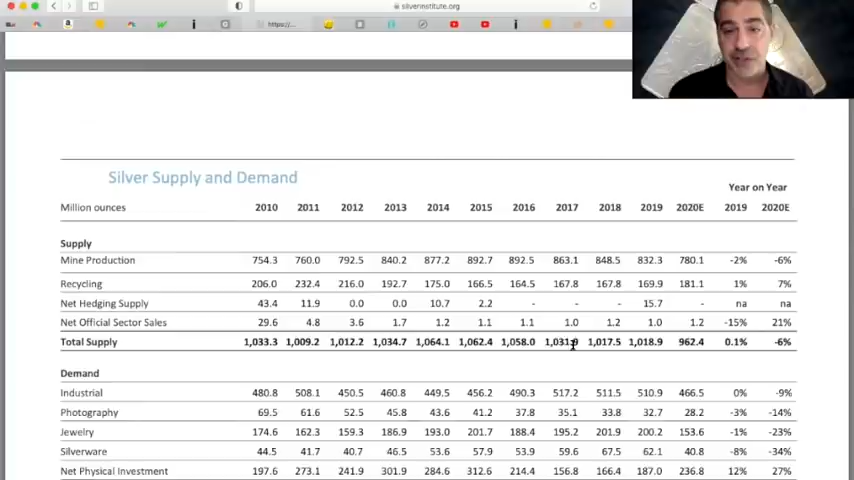 silverinstitute.org
https://...
Silver Supply and Demand
Year on Year
Million ounces 2010 2011 2012 2013 2014 2015 2016 2017 2018 2019 2020E 2019 2020E
Supply
Mine Production 754.3 760.0 792.5 840.2 877.2 892.7 892.5 863.1 848.5 832.3 780.1 -2% -6%
Recycling 206.0 232.4 216.0 192.7 175.0 166.5 164.5 167.8 167.8 169.9 181.1 1% 7%
Net Hedging Supply 43.4 11.9 0.0 0.0 10.7 2.2 - - - 15.7 - na na
Net Official Sector Sales 29.6 4.8 3.6 1.7 1.2 1.1 1.1 1.0 1.2 1.0 1.2 -15% 21%
Total Supply 1,033.3 1,009.2 1,012.2 1,034.7 1,064.1 1,062.4 1,058.0 1,017.5 1,018.9 962.4 0.1% -6%
Demand
Industrial 480.8 508.1 450.5 460.8 449.5 456.2 490.3 517.2 511.5 510.9 466.5 0% -9%
Photography 69.5 61.6 52.5 45.8 43.6 41.2 37.8 35.1 33.8 32.7 28.2 -3% -14%
Jewelry 174.6 162.3 159.3 186.9 193.0 201.7 188.4 195.2 201.9 200.2 153.6 -1% -23%
Silverware 44.5 41.7 40.7 46.5 53.6 57.9 53.9 59.6 67.5 62.1 40.8 -8% -34%
Net Physical Investment 197.6 273.1 241.9 301.9 284.6 312.6 214.4 156.8 166.4 187.0 236.8 12% 27%